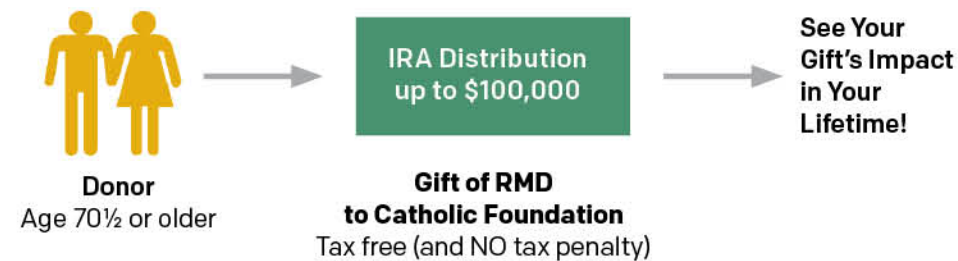 Donor
Age 70½ or older
IRA Distribution
up to $100,000
Gift of RMD
to Catholic Foundation
Tax free (and NO tax penalty)
See Your
Gift's Impact
in Your
Lifetime!